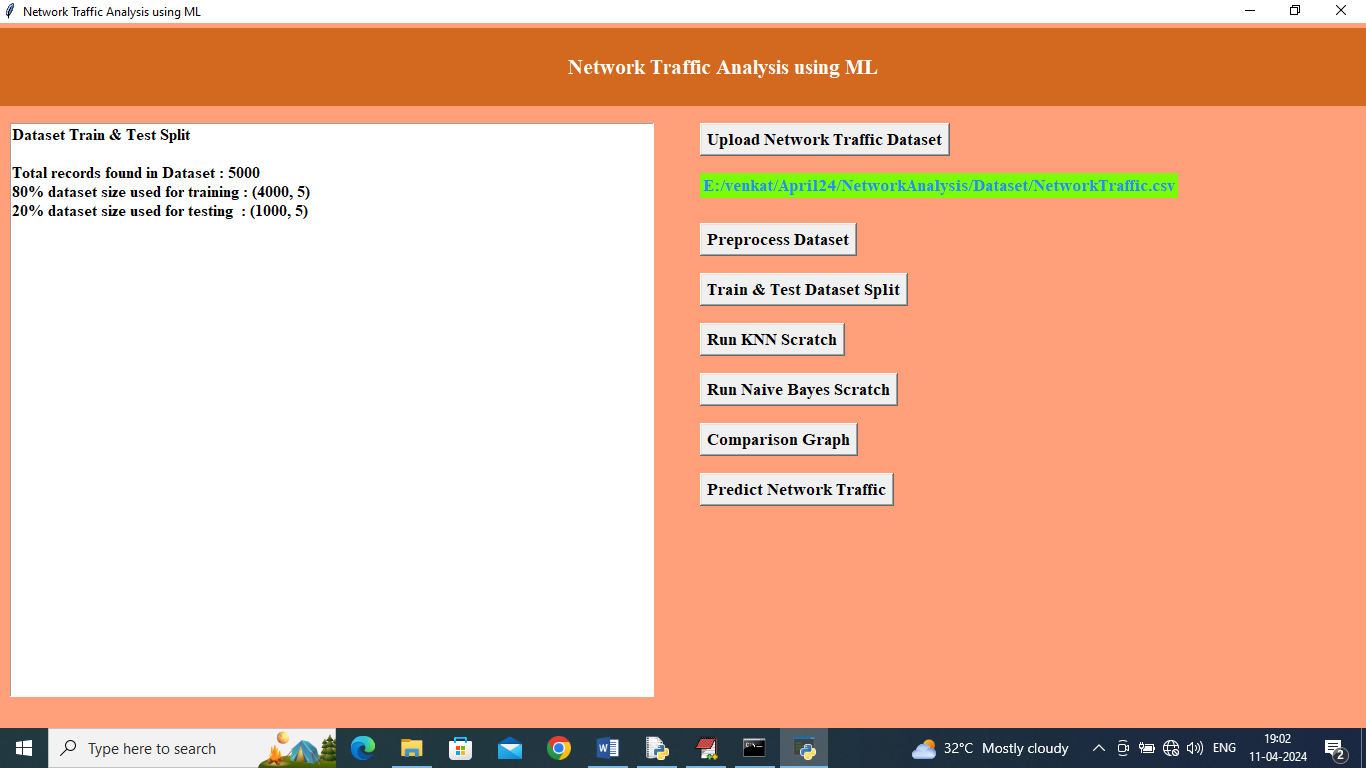 Network Traffic Analysis using ML
Network Traffic Analysis using ML
Dataset Train & Test Split
Total records found in Dataset : 5000
80% dataset size used for training : (4000, 5)
20% dataset size used for testing  : (1000, 5)
Upload Network Traffic Dataset
E:/venkat/April24/NetworkAnalysis/Dataset/NetworkTraffic.csv
Preprocess Dataset
Train & Test Dataset Split
Run KNN Scratch
Run Naive Bayes Scratch
Comparison Graph
Predict Network Traffic
Type here to search
32°C Mostly cloudy
ENG
19:02
11-04-2024
2